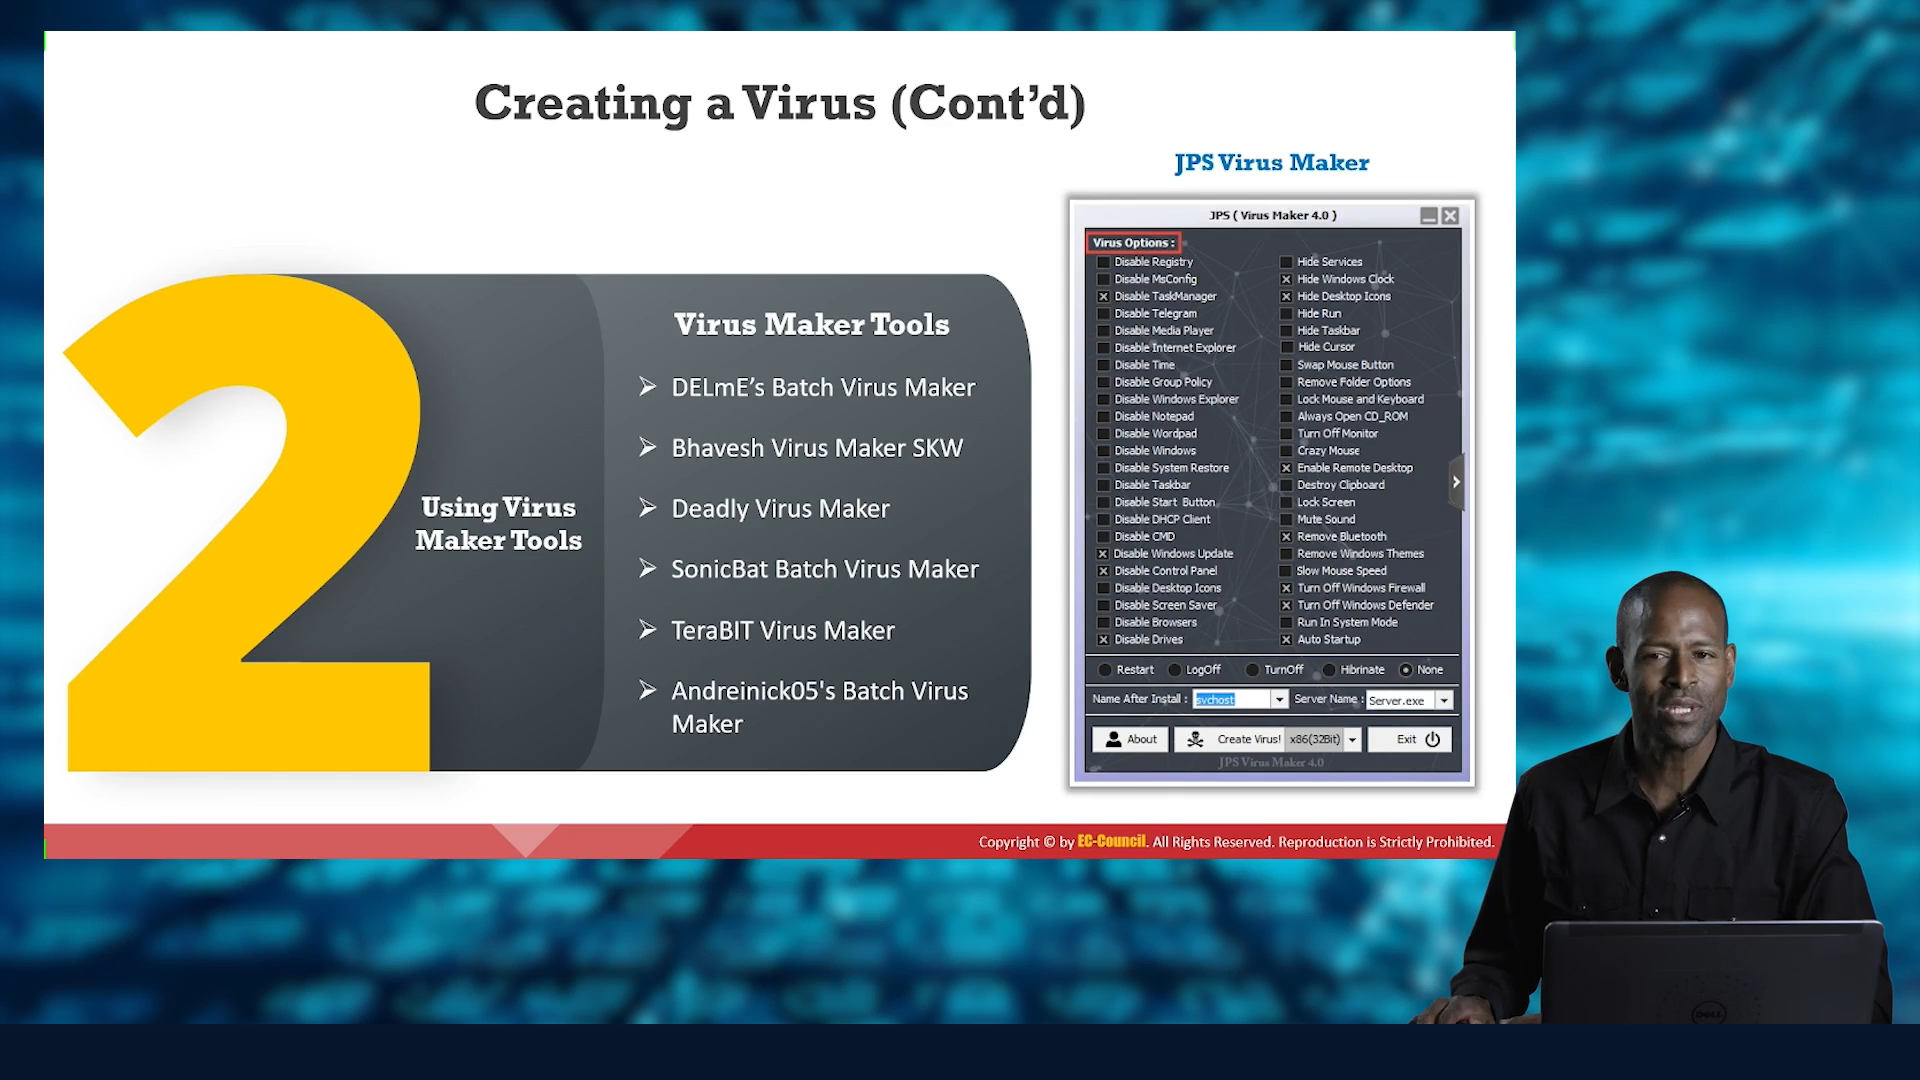 Creating a Virus (Cont’d)
JPS Virus Maker
2
Using Virus
Maker Tools
Virus Maker Tools
DELmE’s Batch Virus Maker
Bhavesh Virus Maker SKW
Deadly Virus Maker
SonicBat Batch Virus Maker
TeraBIT Virus Maker
Andreinick05's Batch Virus
Maker
JPS ( Virus Maker 4.0 )
Virus Options :
Disable Registry
Disable MsConfig
Disable TaskManager
Disable Telegram
Disable Media Player
Disable Internet Explorer
Disable Time
Disable Group Policy
Disable Windows Explorer
Disable Notepad
Disable Wordpad
Disable Windows
Disable System Restore
Disable Taskbar
Disable Start Button
Disable DHCP Client
Disable CMD
Disable Windows Update
Disable Control Panel
Disable Desktop Icons
Disable Screen Saver
Disable Browsers
Disable Drives
Hide Services
Hide Windows Clock
Hide Desktop Icons
Hide Run
Hide Taskbar
Hide Cursor
Swap Mouse Button
Remove Folder Options
Lock Mouse and Keyboard
Always Open CD_ROM
Turn Off Monitor
Crazy Mouse
Enable Remote Desktop
Destroy Clipboard
Lock Screen
Mute Sound
Remove Bluetooth
Remove Windows Themes
Slow Mouse Speed
Turn Off Windows Firewall
Turn Off Windows Defender
Run In System Mode
Auto Startup
Restart LogOff TurnOff Hibrinate None
Name After Install : svchost Server Name : Server.exe
About Create Virus! x86(32Bit) Exit
JPS Virus Maker 4.0
Copyright © by EC-Council. All Rights Reserved. Reproduction is Strictly Prohibited.
DELL